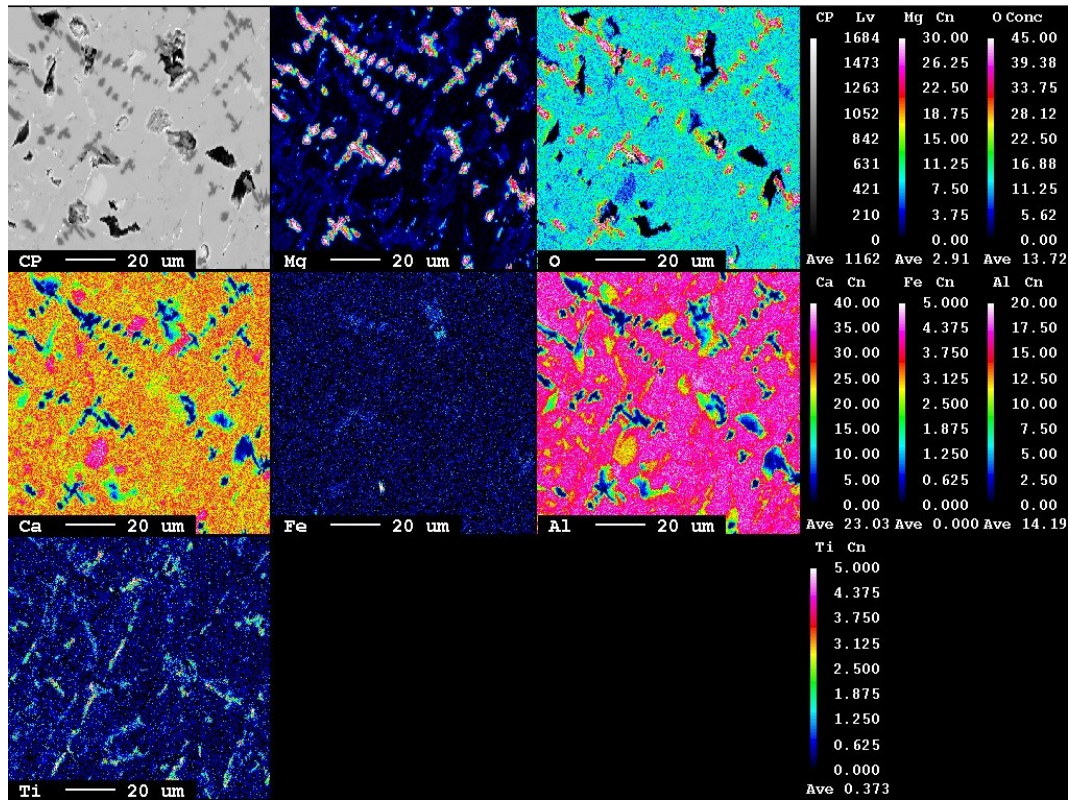 CP Lv Mg Cn O Conc
1684 30.00 45.00
1473 26.25 39.38
1263 22.50 33.75
1052 18.75 28.12
842 15.00 22.50
631 11.25 16.88
421 7.50 11.25
210 3.75 5.62
0 0.00 0.00
CP 20 um Mg 20 um O 20 um Ave 1162 Ave 2.91 Ave 13.72
Ca Cn Fe Cn Al Cn
40.00 5.000 20.00
35.00 4.375 17.50
30.00 3.750 15.00
25.00 3.125 12.50
20.00 2.500 10.00
15.00 1.875 7.50
10.00 1.250 5.00
5.00 0.625 2.50
0.00 0.000 0.00
Ca 20 um Fe 20 um Al 20 um Ave 23.03 Ave 0.000 Ave 14.19
Ti Cn
5.000
4.375
3.750
3.125
2.500
1.875
1.250
0.625
0.000
Ti 20 um Ave 0.373